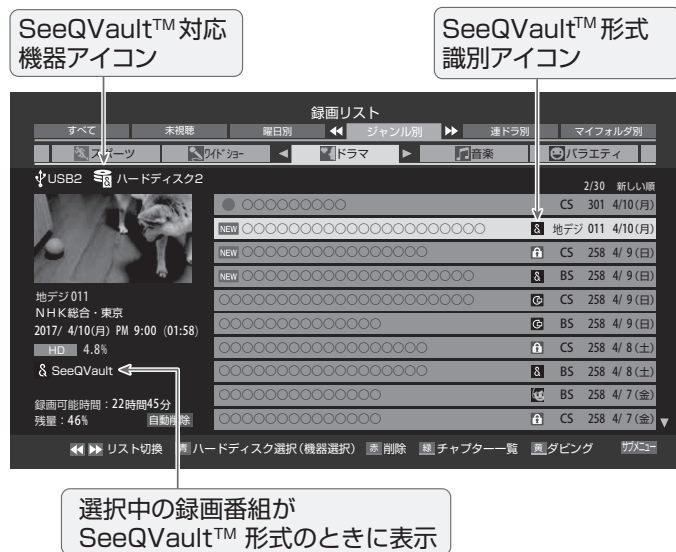 SeeQVault™対応
機器アイコン
SeeQVault™形式
識別アイコン
録画リスト
すべて 未視聴 曜日別 ◀◀ ジャンル別 ▶▶ 連ドラ別 マイフォルダ別
スポーツ ワイドショー ◀ ドラマ ▶ 音楽 バラエティ
USB2 ハードディスク2
2/30 新しい順
○○○○○○○○○ CS 301 4/10(月)
NEW ○○○○○○○○○○○○○○○○○○○○ 地デジ 011 4/10(月)
NEW ○○○○○○○○○○○○○○○ CS 258 4/ 9(日)
NEW ○○○○○○○○○○○○○○○○○○○ BS 258 4/ 9(日)
○○○○○○○○○○○○○○○○○○○○○ CS 258 4/ 9(日)
○○○○○○○○○○○○○ BS 258 4/ 9(日)
○○○○○○○○○○○○○○○○○ CS 258 4/ 8(土)
○○○○○○○○○○○○○○○○○ BS 258 4/ 8(土)
○○○○○○○○○○○○○ BS 258 4/ 7(金)
○○○○○○○○○○○○○ CS 258 4/ 7(金)
地デジ 011
NHK総合・東京
2017/ 4/10(月) PM 9:00 (01:58)
HD 4.8%
SeeQVault
録画可能時間：22時間45分
残量：46% 自動削除
◀◀ ▶▶ リスト切換 青 ハードディスク選択(機器選択) 赤 削除 緑 チャプター一覧 黄 ダビング サブメニュー
選択中の録画番組が
SeeQVault™ 形式のときに表示